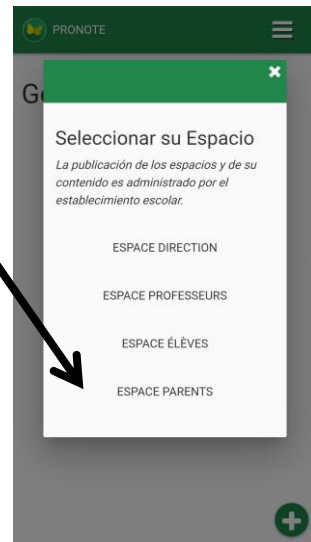 PRONOTE
Ge
Seleccionar su Espacio
La publicación de los espacios y de su
contenido es administrado por el
establecimiento escolar.
ESPACE DIRECTION
ESPACE PROFESSEURS
ESPACE ÉLÈVES
ESPACE PARENTS